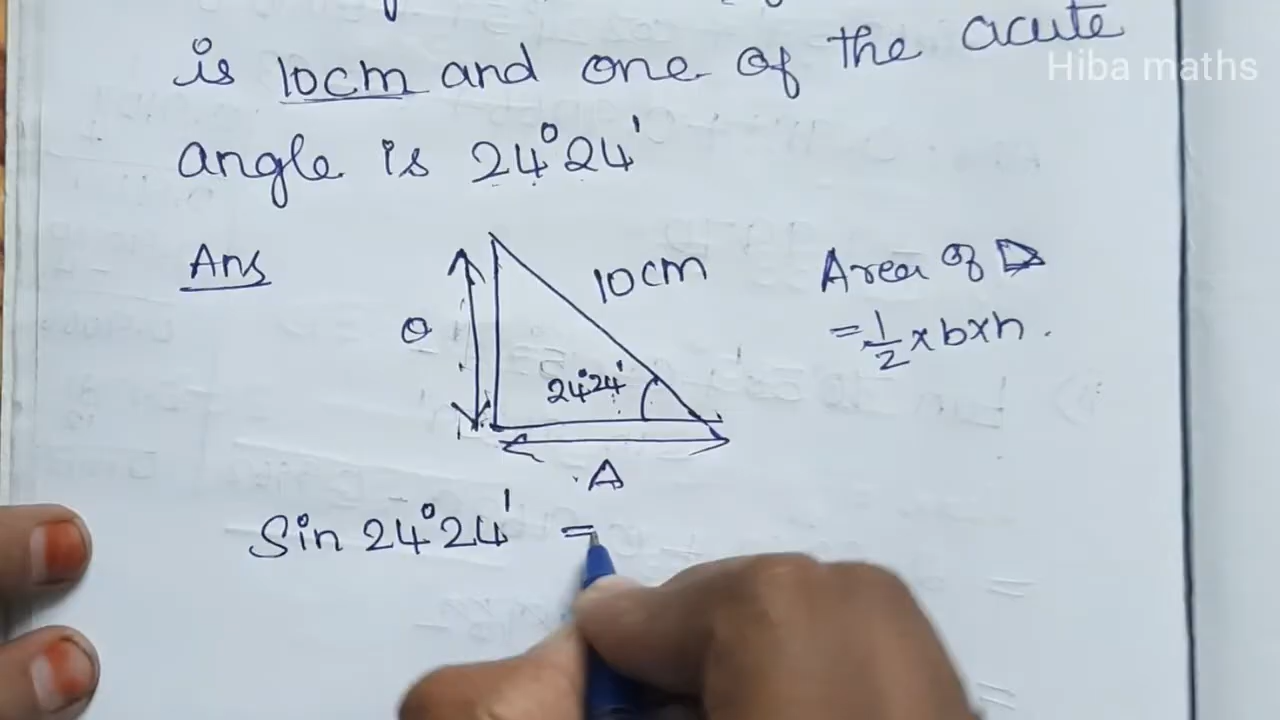 is 10cm and one of the acute
Hiba maths
angle is 24°24'
Ans
10cm
Area of
O
= 1/2 × b × h.
24°24'
A
Sin 24°24' =